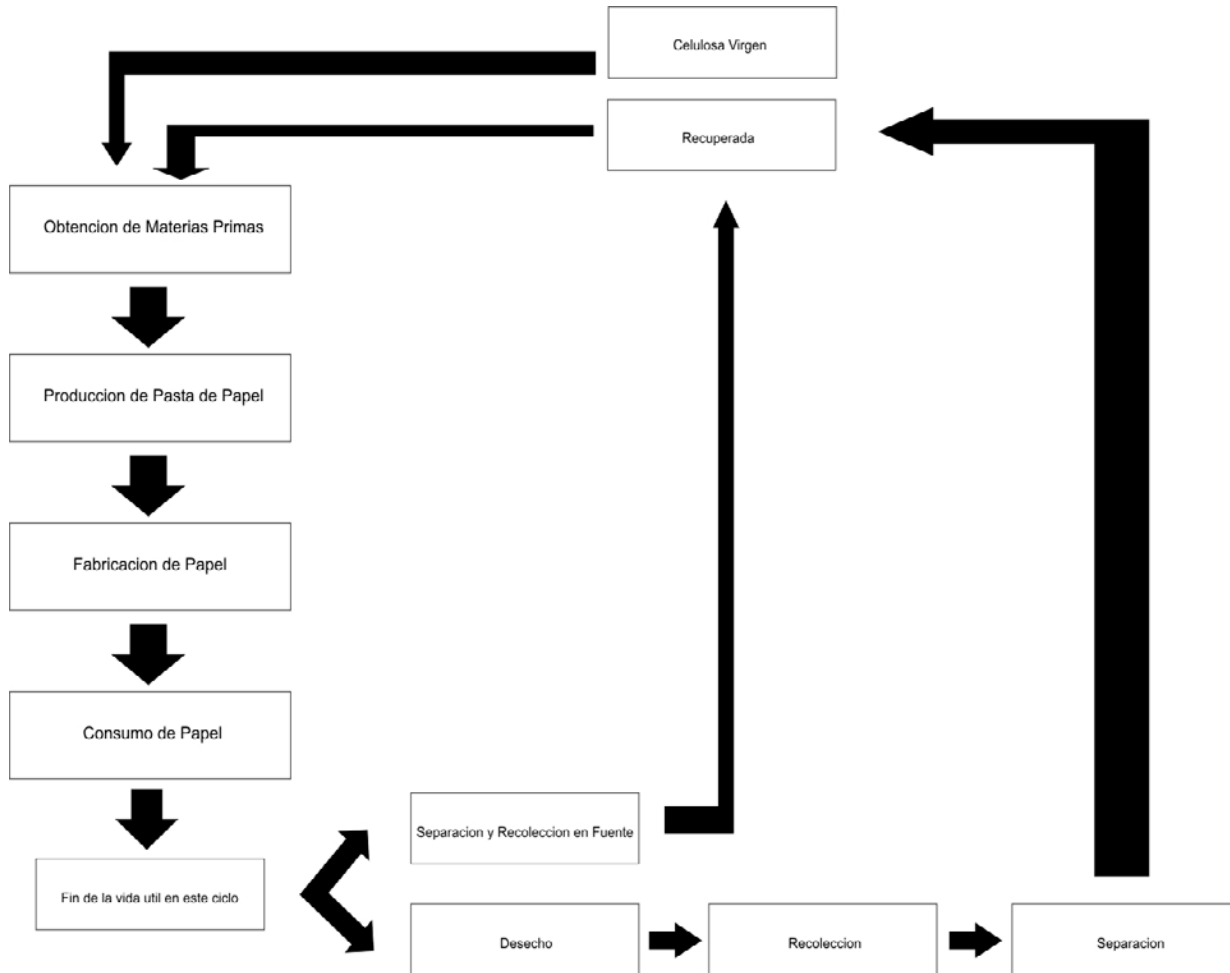 Celulosa Virgen
Recuperada
Obtencion de Materias Primas
Produccion de Pasta de Papel
Fabricacion de Papel
Consumo de Papel
Separacion y Recoleccion en Fuente
Fin de la vida util en este ciclo
Desecho
Recoleccion
Separacion